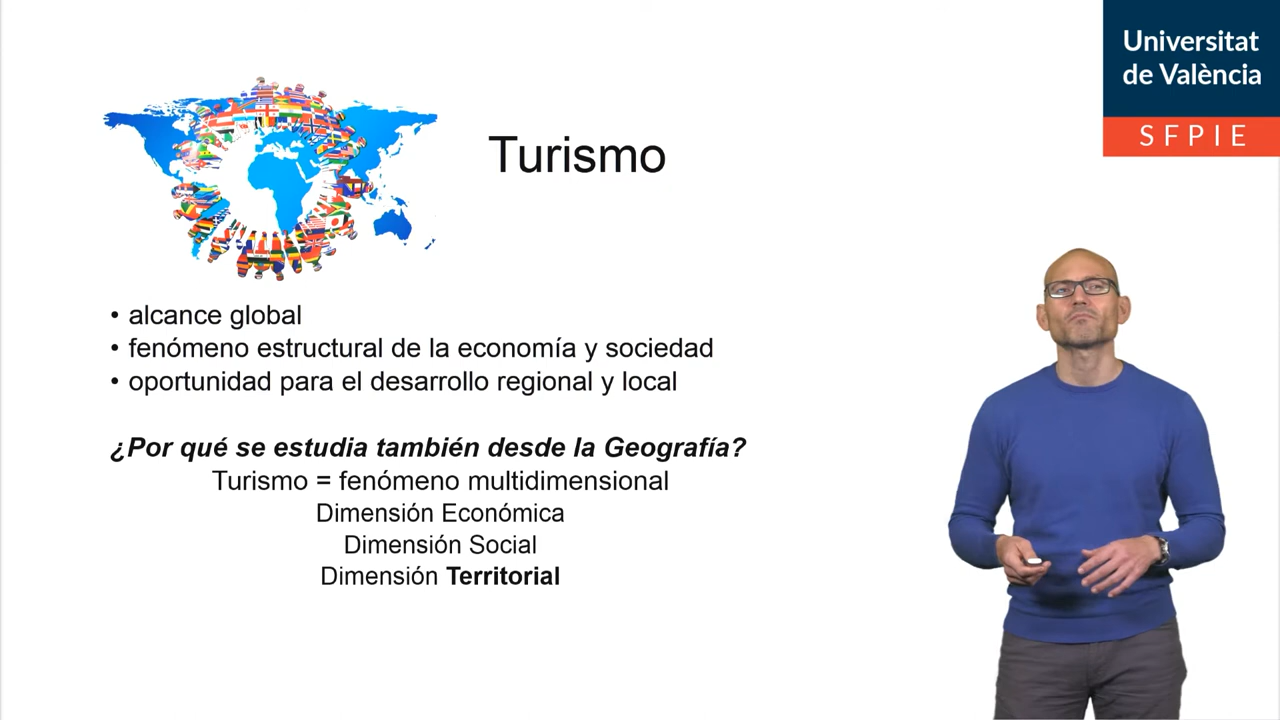 Universitat
de València
SFPIE
Turismo
• alcance global
• fenómeno estructural de la economía y sociedad
• oportunidad para el desarrollo regional y local
¿Por qué se estudia también desde la Geografía?
Turismo = fenómeno multidimensional
Dimensión Económica
Dimensión Social
Dimensión Territorial